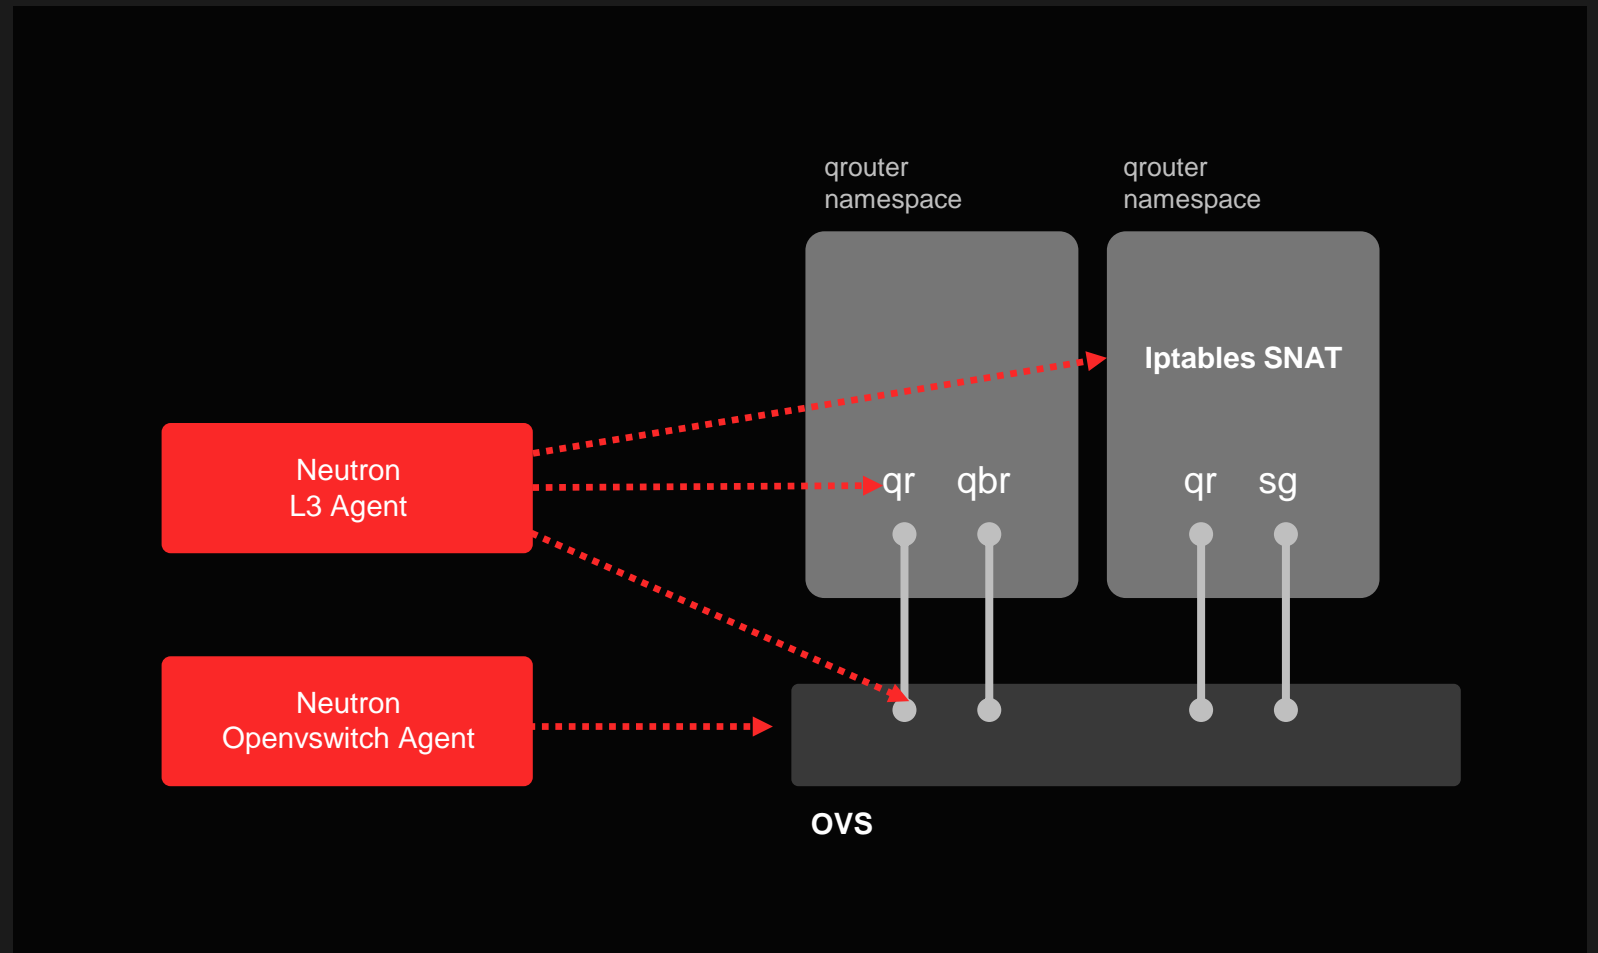 qrouter
namespace
qrouter
namespace
Iptables SNAT
Neutron
L3 Agent
qr qbr
qr sg
Neutron
Openvswitch Agent
OVS